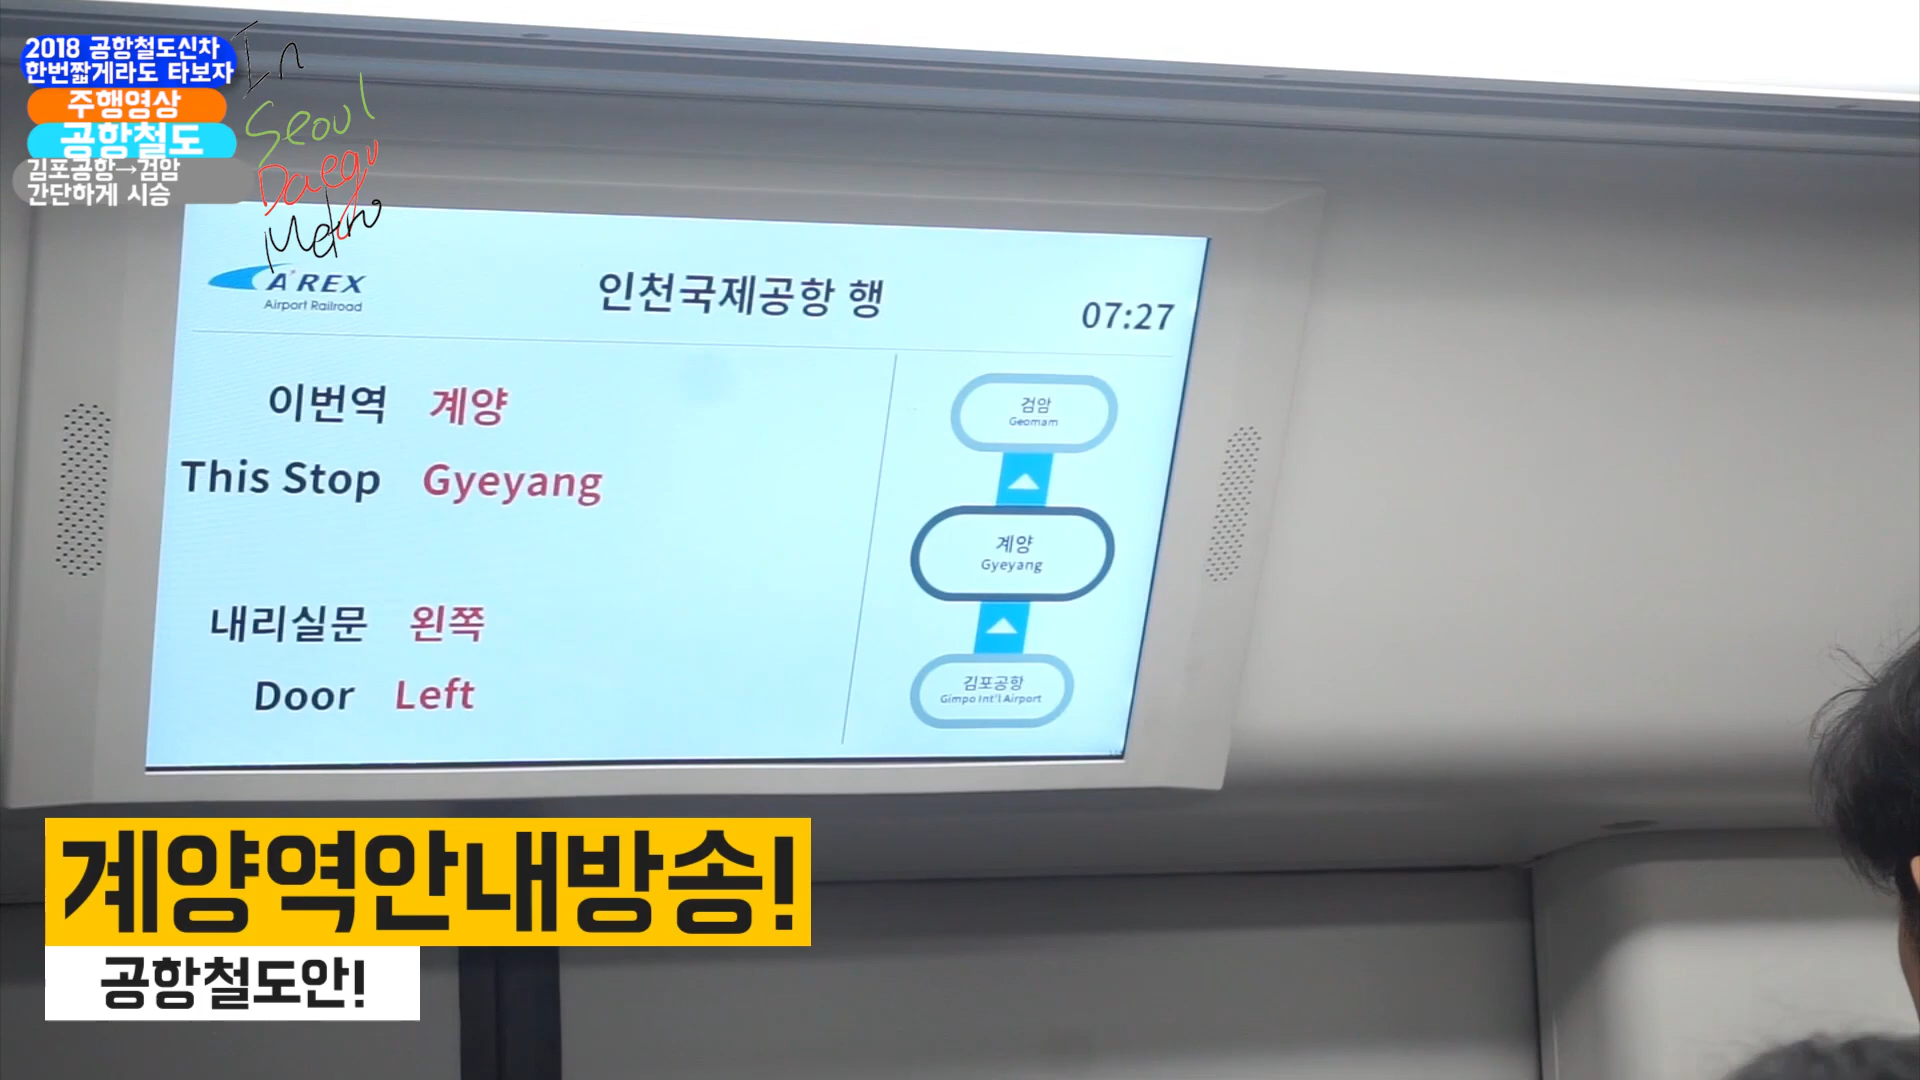 2018 공항철도신차
한번짧게라도 타보자
주행영상
공항철도
김포공항→검암
간단하게 시승
In
Seoul
Daegu
Metro
A'REX
Airport Railroad
인천국제공항 행
07:27
이번역 계양
This Stop Gyeyang
내리실문 왼쪽
Door Left
검암
Geomam
계양
Gyeyang
김포공항
Gimpo Int'l Airport
계양역안내방송!
공항철도안!